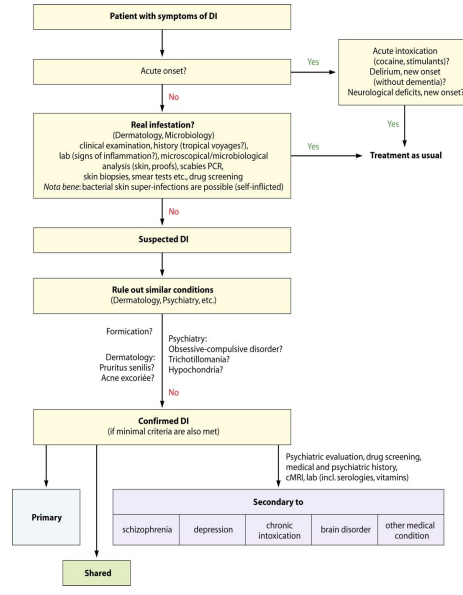 Patient with symptoms of DI
Acute onset?
Yes
Acute intoxication
(cocaine, stimulants)?
Delirium, new onset
(without dementia)?
Neurological deficits, new onset?
No
Yes
Real infestation?
(Dermatology, Microbiology)
clinical examination, history (tropical voyages?),
lab (signs of inflammation?), microscopical/microbiological
analysis (skin, proofs), scabies PCR,
skin biopsies, smear tests etc., drug screening
Nota bene: bacterial skin super-infections are possible (self-inflicted)
Yes
Treatment as usual
No
Suspected DI
Rule out similar conditions
(Dermatology, Psychiatry, etc.)
Formication?
Dermatology:
Pruritus senilis?
Acne excoriée?
Psychiatry:
Obsessive-compulsive disorder?
Trichotillomania?
Hypochondria?
No
Confirmed DI
(if minimal criteria are also met)
Psychiatric evaluation, drug screening,
medical and psychiatric history,
cMRI, lab (incl. serologies, vitamins)
Primary
Secondary to
schizophrenia
depression
chronic
intoxication
brain disorder
other medical
condition
Shared